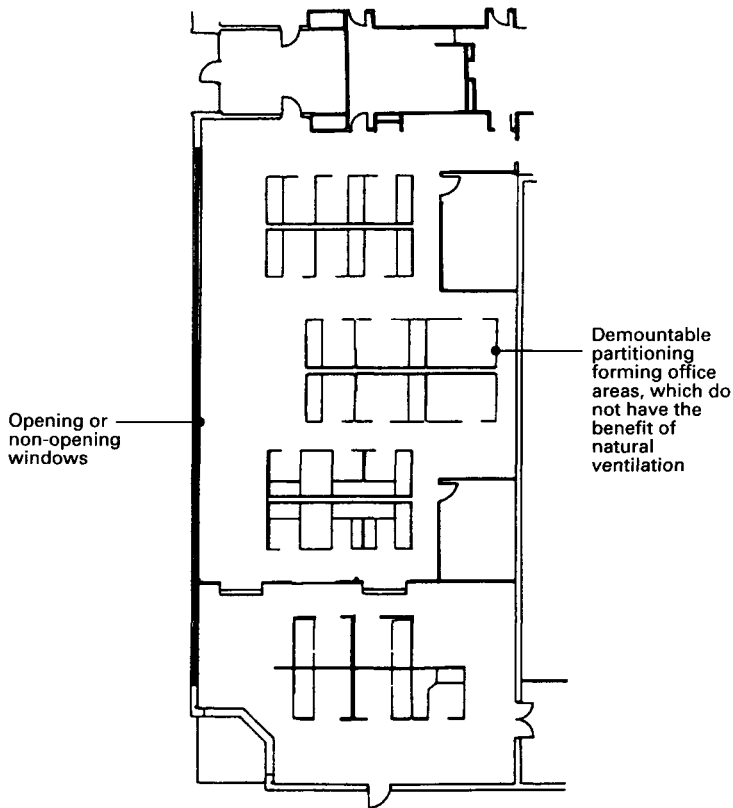 Opening or
non-opening
windows
Demountable
partitioning
forming office
areas, which do
not have the
benefit of
natural
ventilation